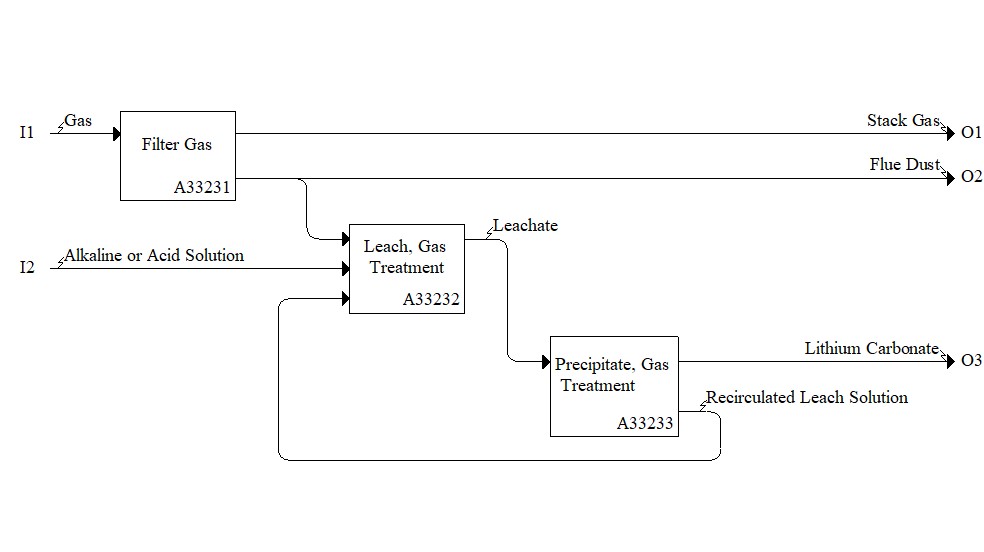 Gas
Stack Gas
I1
O1
Filter Gas
Flue Dust
A33231
O2
Leachate
Leach, Gas
Alkaline or Acid Solution
I2
Treatment
A33232
Lithium Carbonate
Precipitate, Gas
O3
Treatment
Recirculated Leach Solution
A33233